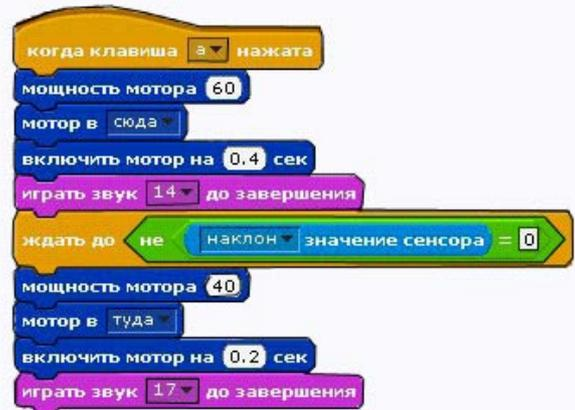 когда клавиша а нажата
мощность мотора 60
мотор в сюда
включить мотор на 0.4 сек
играть звук 14 до завершения
ждать до не наклон значение сенсора = 0
мощность мотора 40
мотор в туда
включить мотор на 0.2 сек
играть звук 17 до завершения